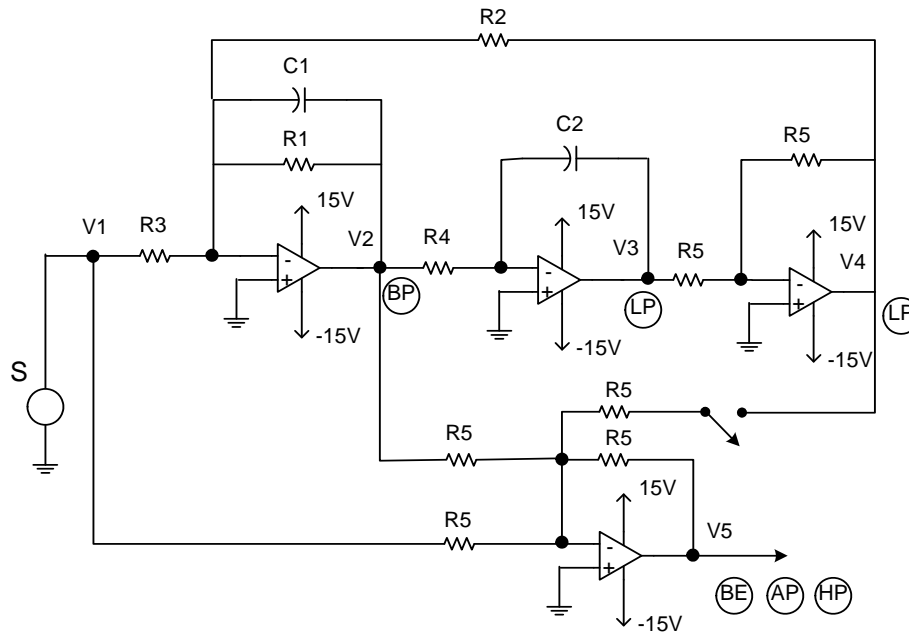 R2
C1
R1
C2
R5
15V
15V
15V
V1
R3
V2
R4
V3
R5
V4
-
+
-
+
-
+
BP
LP
LP
-15V
-15V
-15V
S
R5
R5
R5
15V
R5
V5
-
+
BE AP HP
-15V